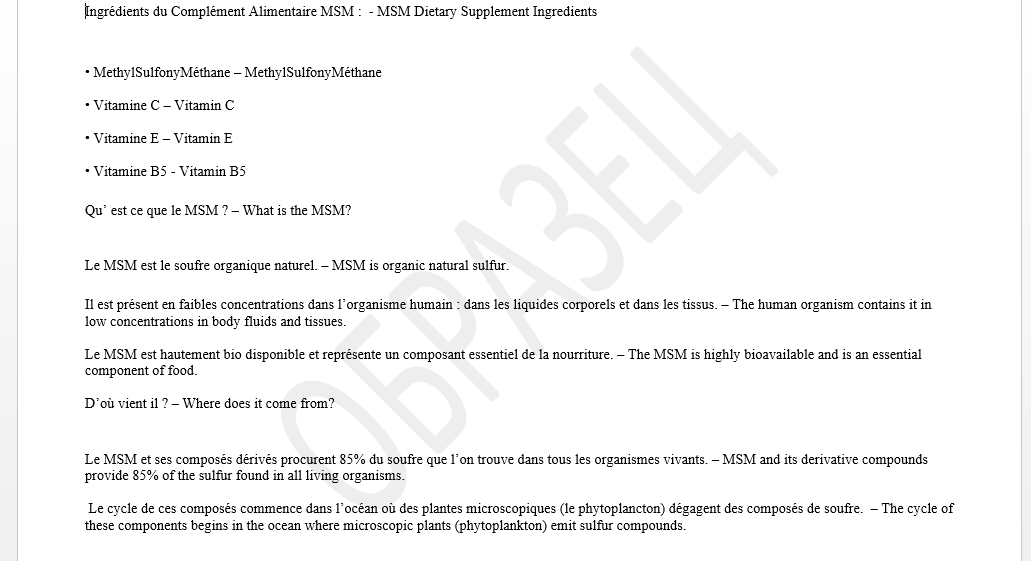 Ingrédients du Complément Alimentaire MSM :  - MSM Dietary Supplement Ingredients
• MethylSulfonyMéthane – MethylSulfonyMéthane
• Vitamine C – Vitamin C
• Vitamine E – Vitamin E
• Vitamine B5 - Vitamin B5
Qu’ est ce que le MSM ? – What is the MSM?
Le MSM est le soufre organique naturel. – MSM is organic natural sulfur.
Il est présent en faibles concentrations dans l’organisme humain : dans les liquides corporels et dans les tissus. – The human organism contains it in
low concentrations in body fluids and tissues.
Le MSM est hautement bio disponible et représente un composant essentiel de la nourriture. – The MSM is highly bioavailable and is an essential
component of food.
D’où vient il ? – Where does it come from?
Le MSM et ses composés dérivés procurent 85% du soufre que l’on trouve dans tous les organismes vivants. – MSM and its derivative compounds
provide 85% of the sulfur found in all living organisms.
Le cycle de ces composés commence dans l’océan où des plantes microscopiques (le phytoplancton) dégagent des composés de soufre.  – The cycle of
these components begins in the ocean where microscopic plants (phytoplankton) emit sulfur compounds.
ОБРАЗЕЦ